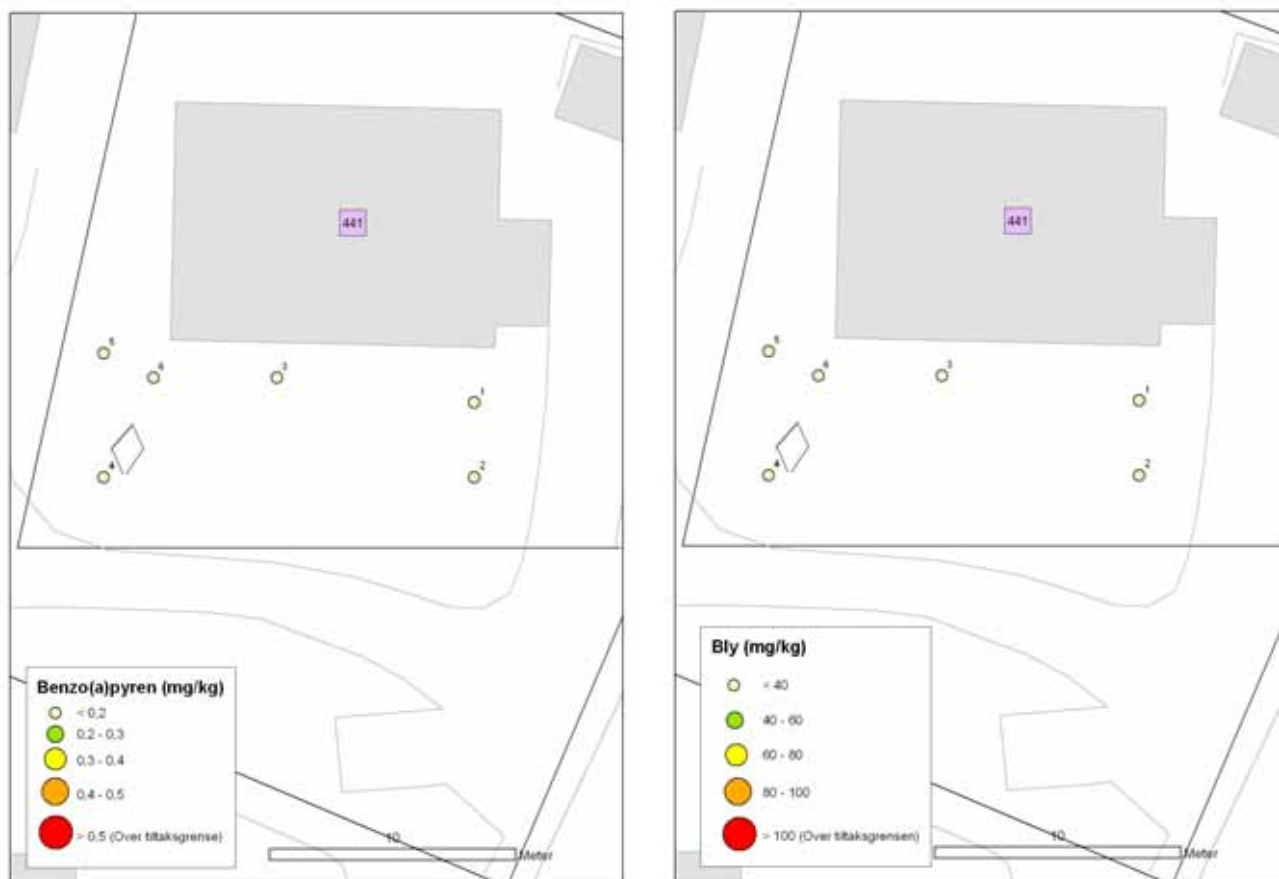 441
5
6
3
1
4
2
Benzo(a)pyren (mg/kg)
< 0,2
0,2 - 0,3
0,3 - 0,4
0,4 - 0,5
> 0,5 (Over tiltaksgrense)
10
Meter
441
5
6
3
1
4
2
Bly (mg/kg)
< 40
40 - 60
60 - 80
80 - 100
> 100 (Over tiltaksgrensen)
10
Meter